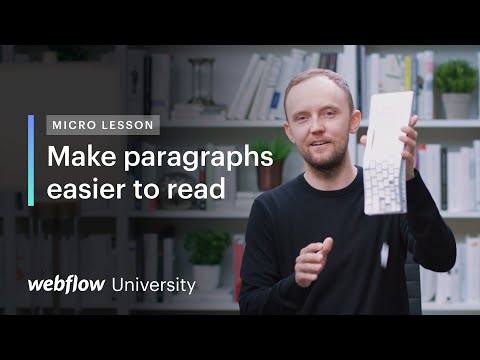 MICRO LESSON
Make paragraphs
easier to read
webflow University